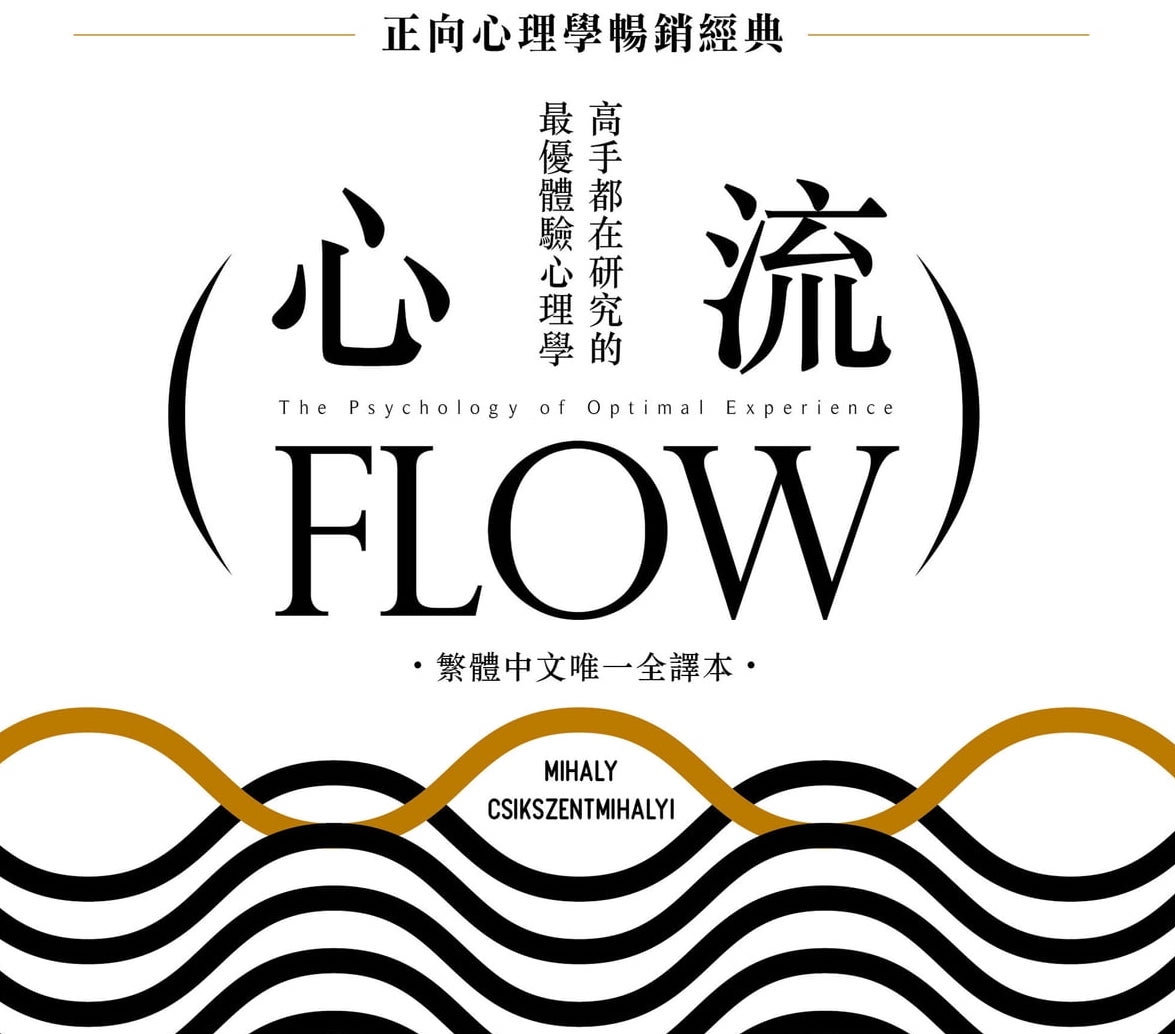 正向心理學暢銷經典
心流
高手都在研究的
最優體驗心理學
The Psychology of Optimal Experience
FLOW
•繁體中文唯一全譯本•
MIHALY
CSIKSZENTMIHALYI